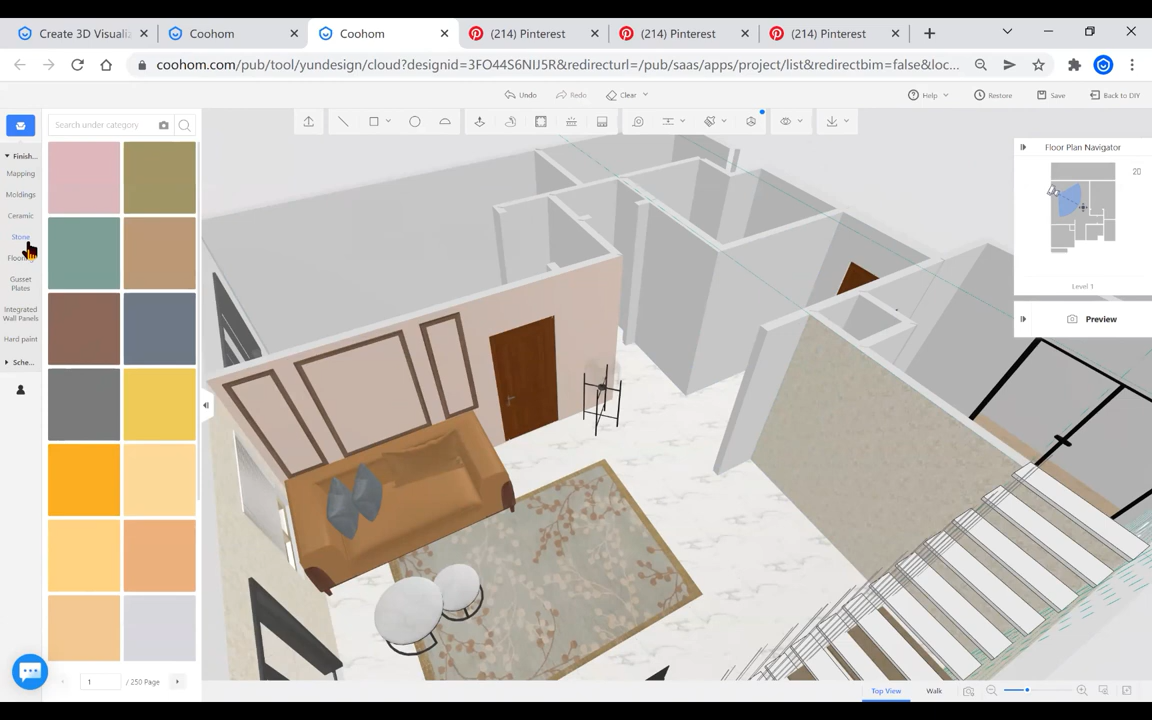 Create 3D Visuali
Coohom
Coohom
(214) Pinterest
(214) Pinterest
(214) Pinterest
coohom.com/pub/tool/yundesign/cloud?designid=3FO44S6NIJ5R&redirecturl=/pub/saas/apps/project/list&redirectbim=false&loc...
Undo
Redo
Clear
Help
Restore
Save
Back to DIY
Search under category
Finish...
Mapping
Moldings
Ceramic
Stone
Gusset
Plates
Integrated
Wall Panels
Hard paint
Sche...
Floor Plan Navigator
2D
Level 1
Preview
1 / 250 Page
Top View
Walk